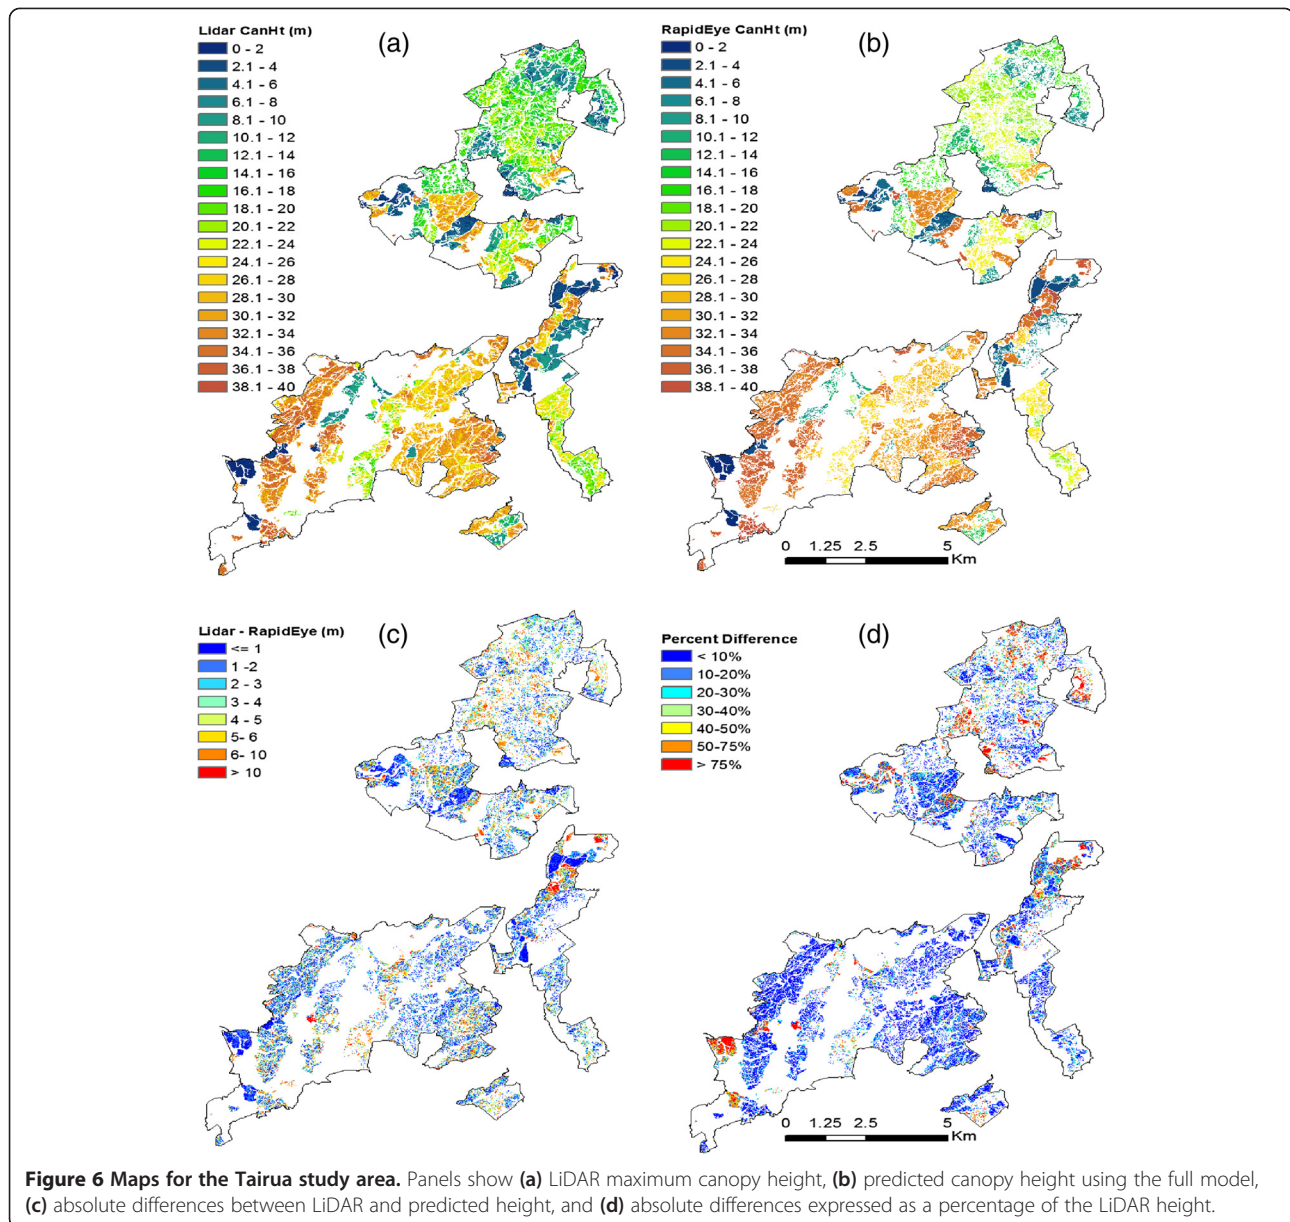 Lidar CanHt (m)
0 - 2
2.1 - 4
4.1 - 6
6.1 - 8
8.1 - 10
10.1 - 12
12.1 - 14
14.1 - 16
16.1 - 18
18.1 - 20
20.1 - 22
22.1 - 24
24.1 - 26
26.1 - 28
28.1 - 30
30.1 - 32
32.1 - 34
34.1 - 36
36.1 - 38
38.1 - 40
(a)
RapidEye CanHt (m)
0 - 2
2.1 - 4
4.1 - 6
6.1 - 8
8.1 - 10
10.1 - 12
12.1 - 14
14.1 - 16
16.1 - 18
18.1 - 20
20.1 - 22
22.1 - 24
24.1 - 26
26.1 - 28
28.1 - 30
30.1 - 32
32.1 - 34
34.1 - 36
36.1 - 38
38.1 - 40
(b)
0 1.25 2.5 5
Km
Lidar - RapidEye (m)
<= 1
1 -2
2 - 3
3 - 4
4 - 5
5- 6
6- 10
> 10
(c)
Percent Difference
< 10%
10-20%
20-30%
30-40%
40-50%
50-75%
> 75%
(d)
0 1.25 2.5 5
Km
Figure 6 Maps for the Tairua study area. Panels show (a) LiDAR maximum canopy height, (b) predicted canopy height using the full model,
(c) absolute differences between LiDAR and predicted height, and (d) absolute differences expressed as a percentage of the LiDAR height.